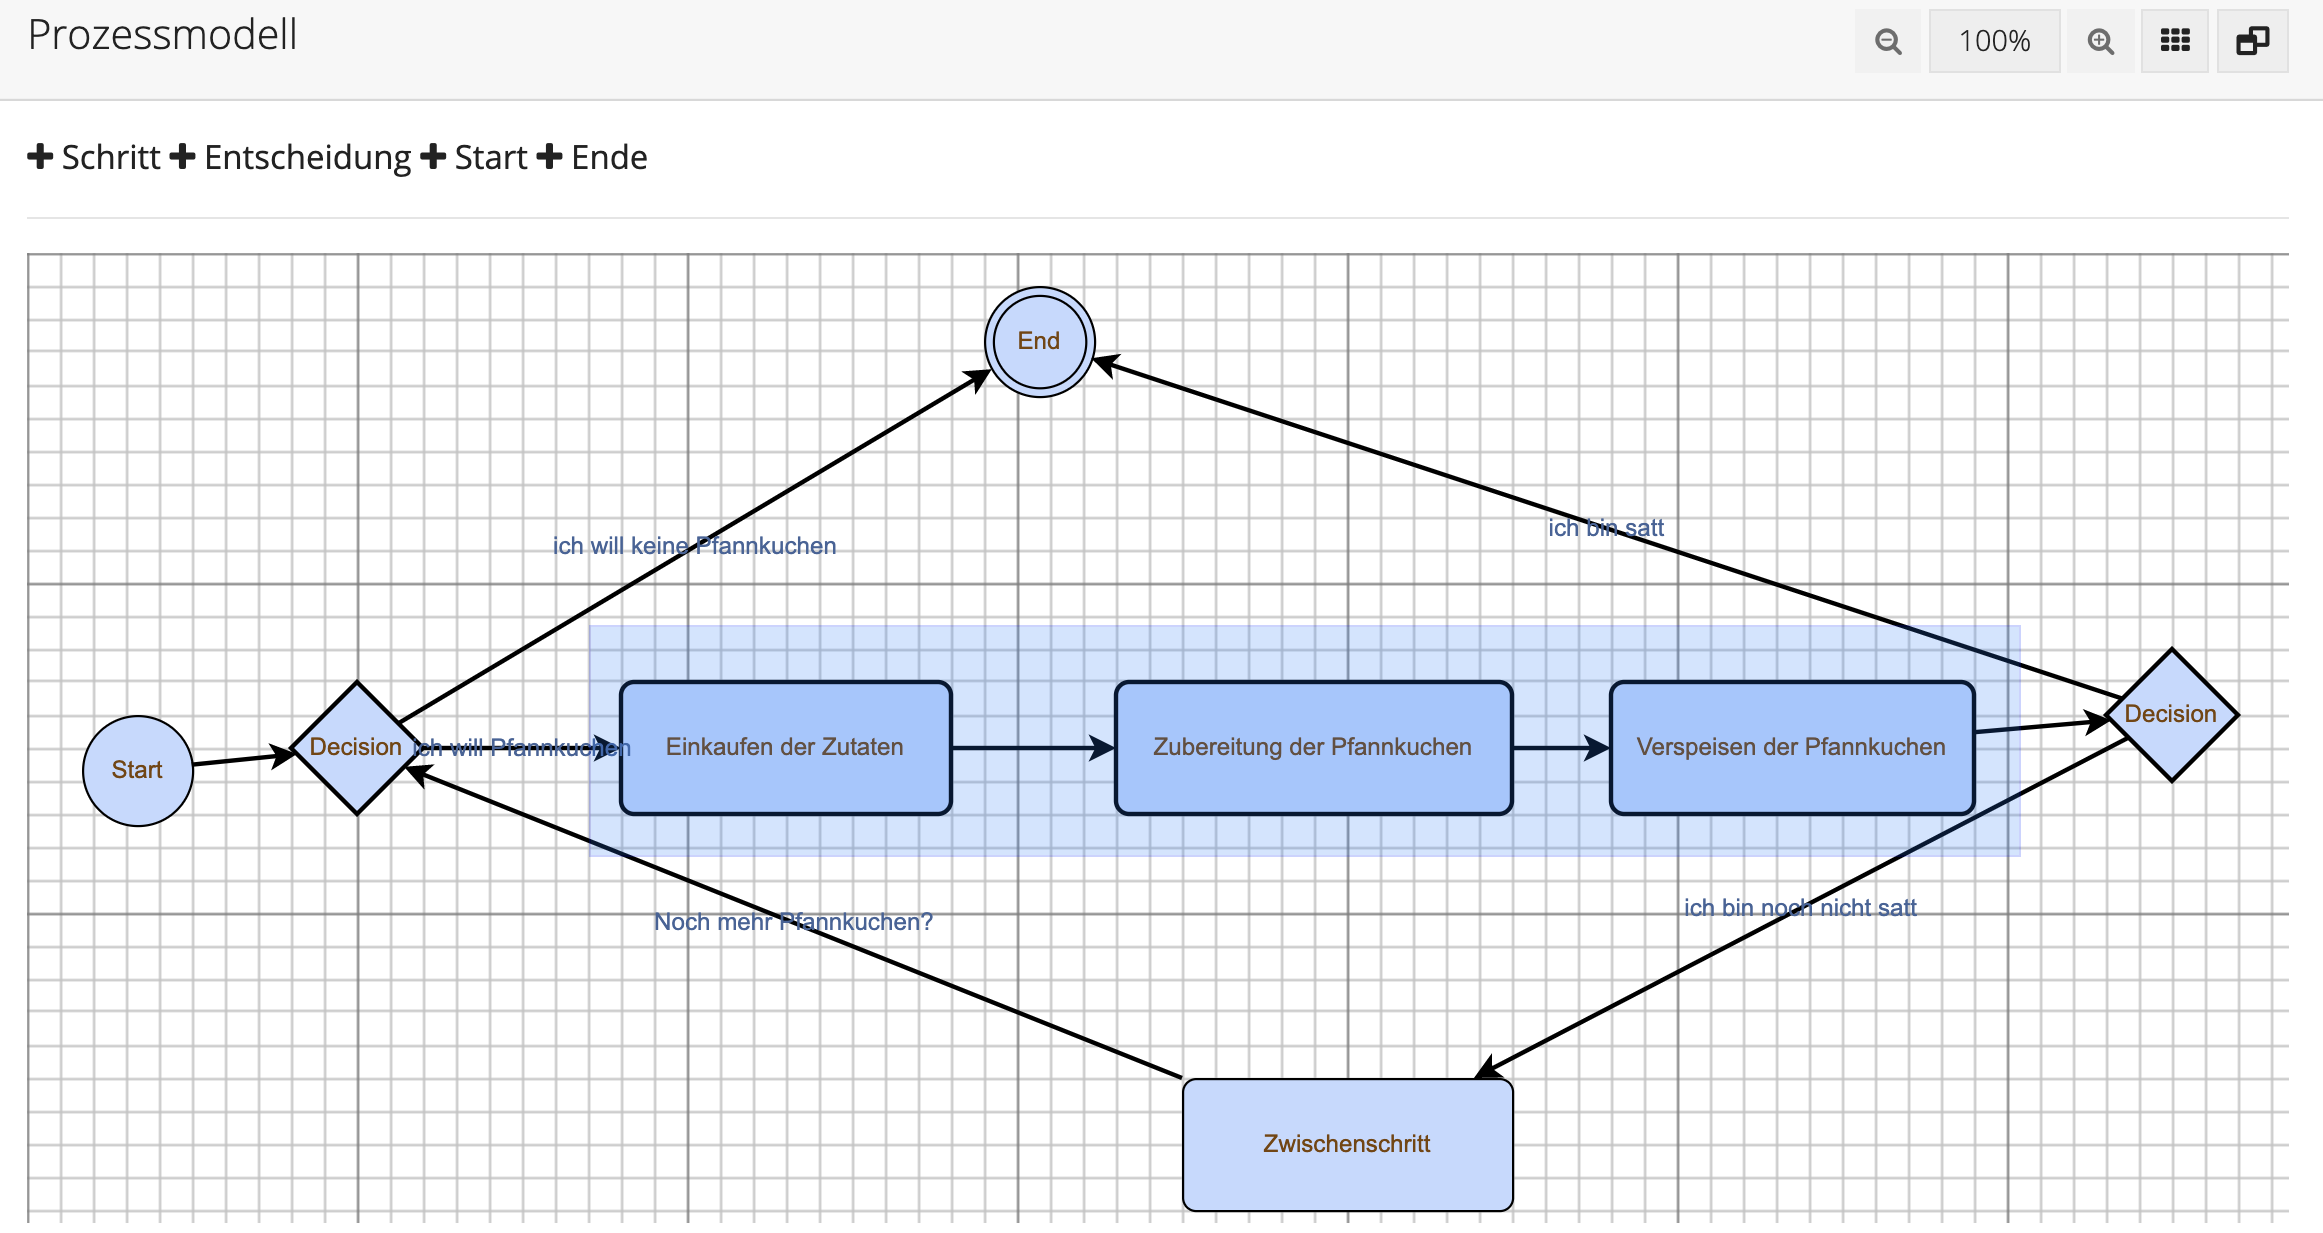 Prozessmodell
100%
Schritt Entscheidung Start Ende
End
ich will keine Pfannkuchen
ich bin satt
Start
Decision
ich will Pfannkuchen
Einkaufen der Zutaten
Zubereitung der Pfannkuchen
Verspeisen der Pfannkuchen
Decision
Noch mehr Pfannkuchen?
ich bin noch nicht satt
Zwischenschritt